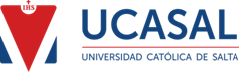 IHS
UCASAL
UNIVERSIDAD CATÓLICA DE SALTA